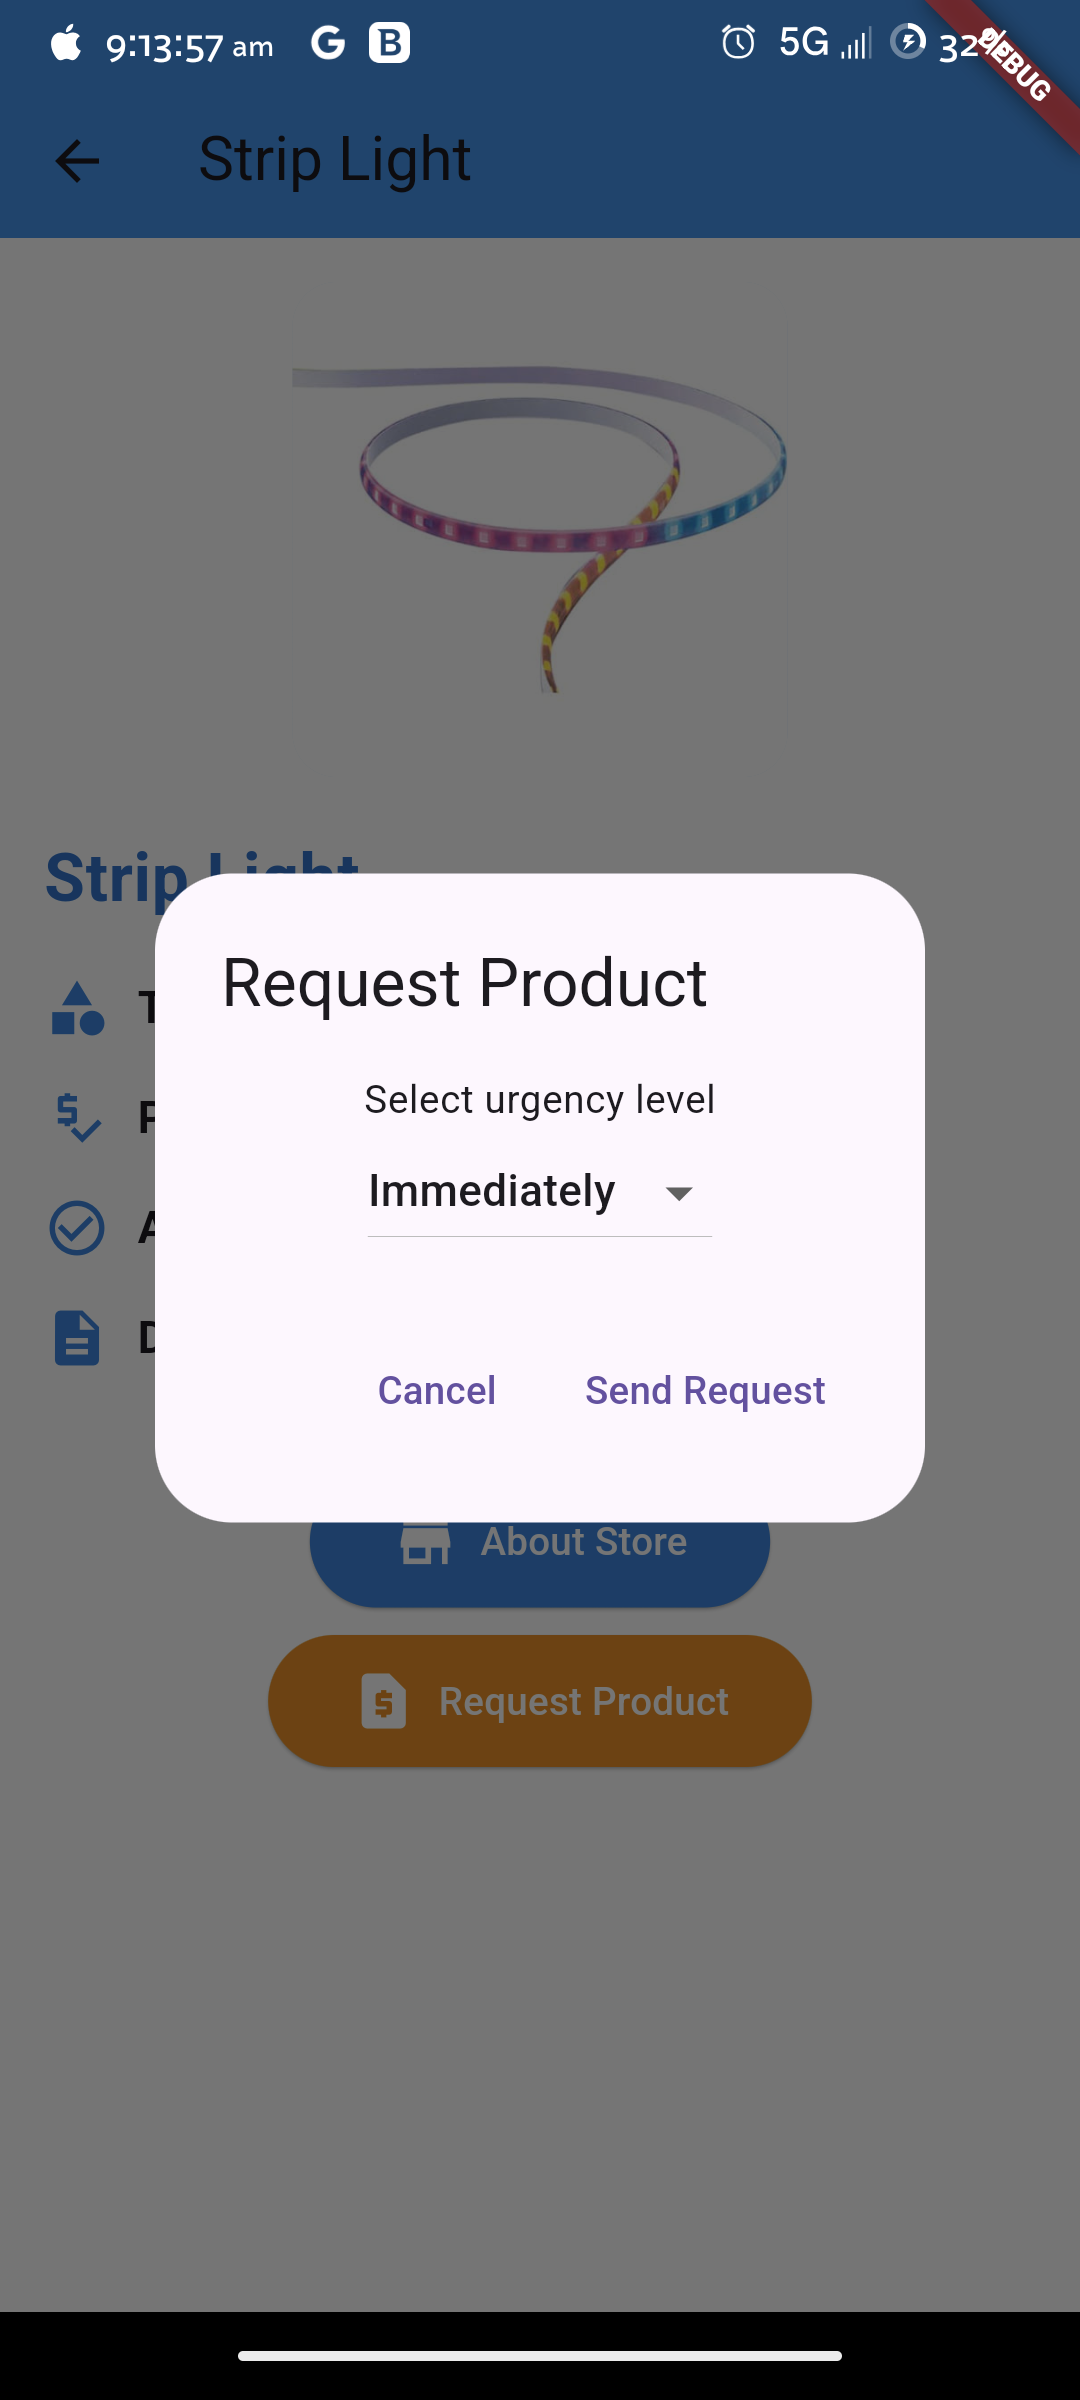 9:13:57 am G B 5G 32
DEBUG
Strip Light
Strip Light
Request Product
Select urgency level
Immediately
Cancel
Send Request
About Store
Request Product